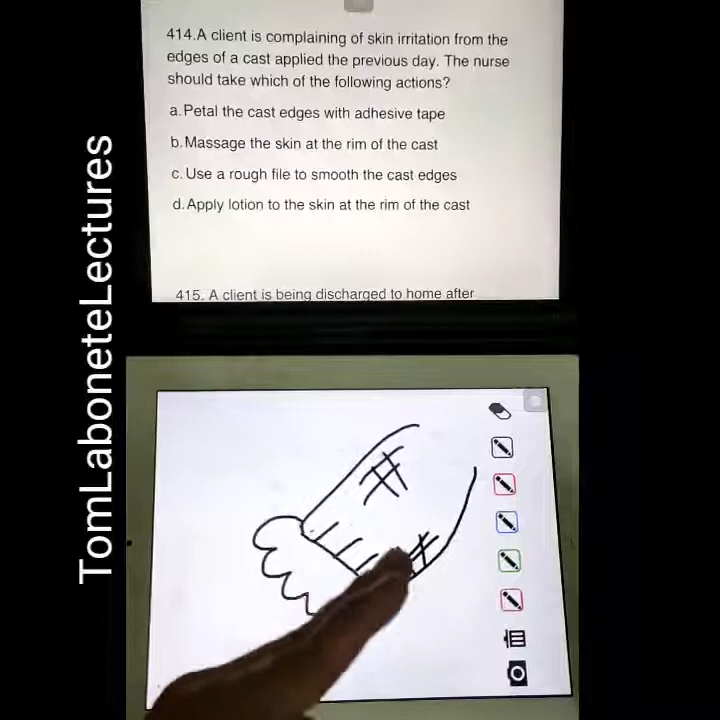 414.A client is complaining of skin irritation from the
edges of a cast applied the previous day. The nurse
should take which of the following actions?
a. Petal the cast edges with adhesive tape
b. Massage the skin at the rim of the cast
c. Use a rough file to smooth the cast edges
d. Apply lotion to the skin at the rim of the cast
415. A client is being discharged to home after
TomLaboneteLectures